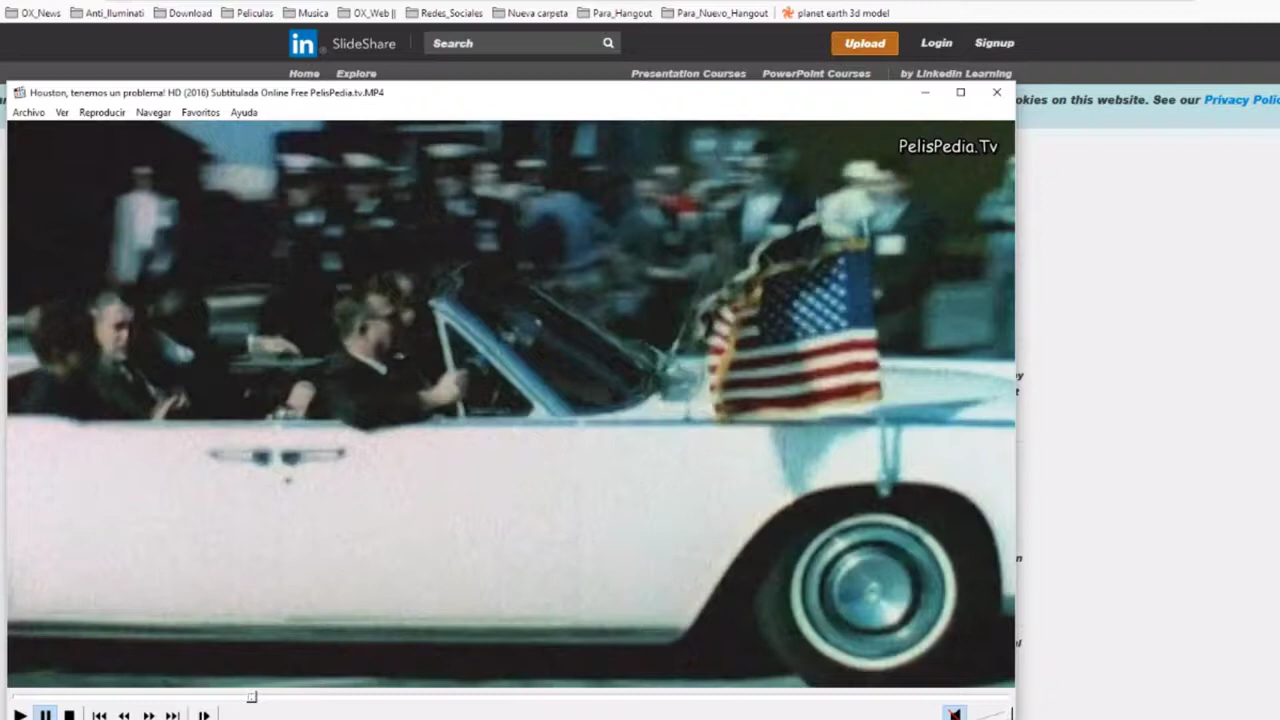 OX_News Anti_Iluminati Download Peliculas Musica OX_Web || Redes_Sociales Nueva carpeta Para_Hangout Para_Nuevo_Hangout planet earth 3d model
in SlideShare Search Upload Login Signup
Home Explore Presentation Courses PowerPoint Courses by LinkedIn Learning
Houston, tenemos un problema! HD (2016) Subtitulada Online Free PelisPedia.tv.MP4
okies on this website. See our Privacy Polic
Archivo Ver Reproducir Navegar Favoritos Ayuda
PelisPedia.Tv